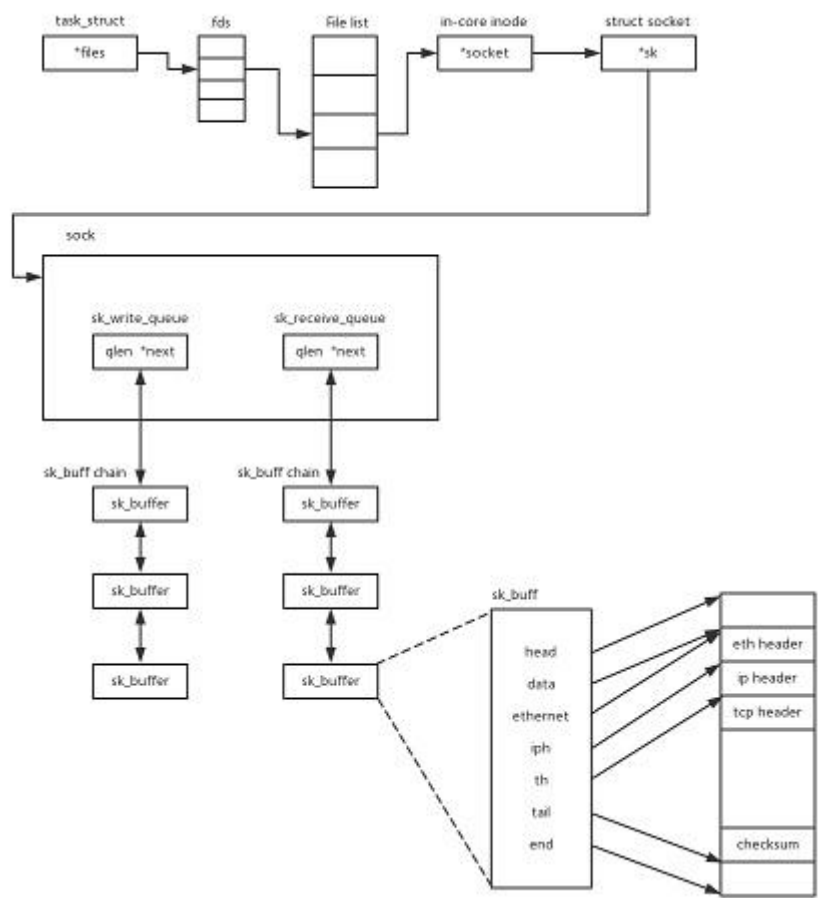 task_struct
fds
File list
in-core inode
struct socket
*files
*socket
*sk
sock
sk_write_queue
sk_receive_queue
qlen *next
qlen *next
sk_buff chain
sk_buff chain
sk_buffer
sk_buffer
sk_buffer
sk_buffer
sk_buffer
sk_buffer
sk_buff
head
data
ethernet
iph
th
tail
end
eth header
ip header
tcp header
checksum